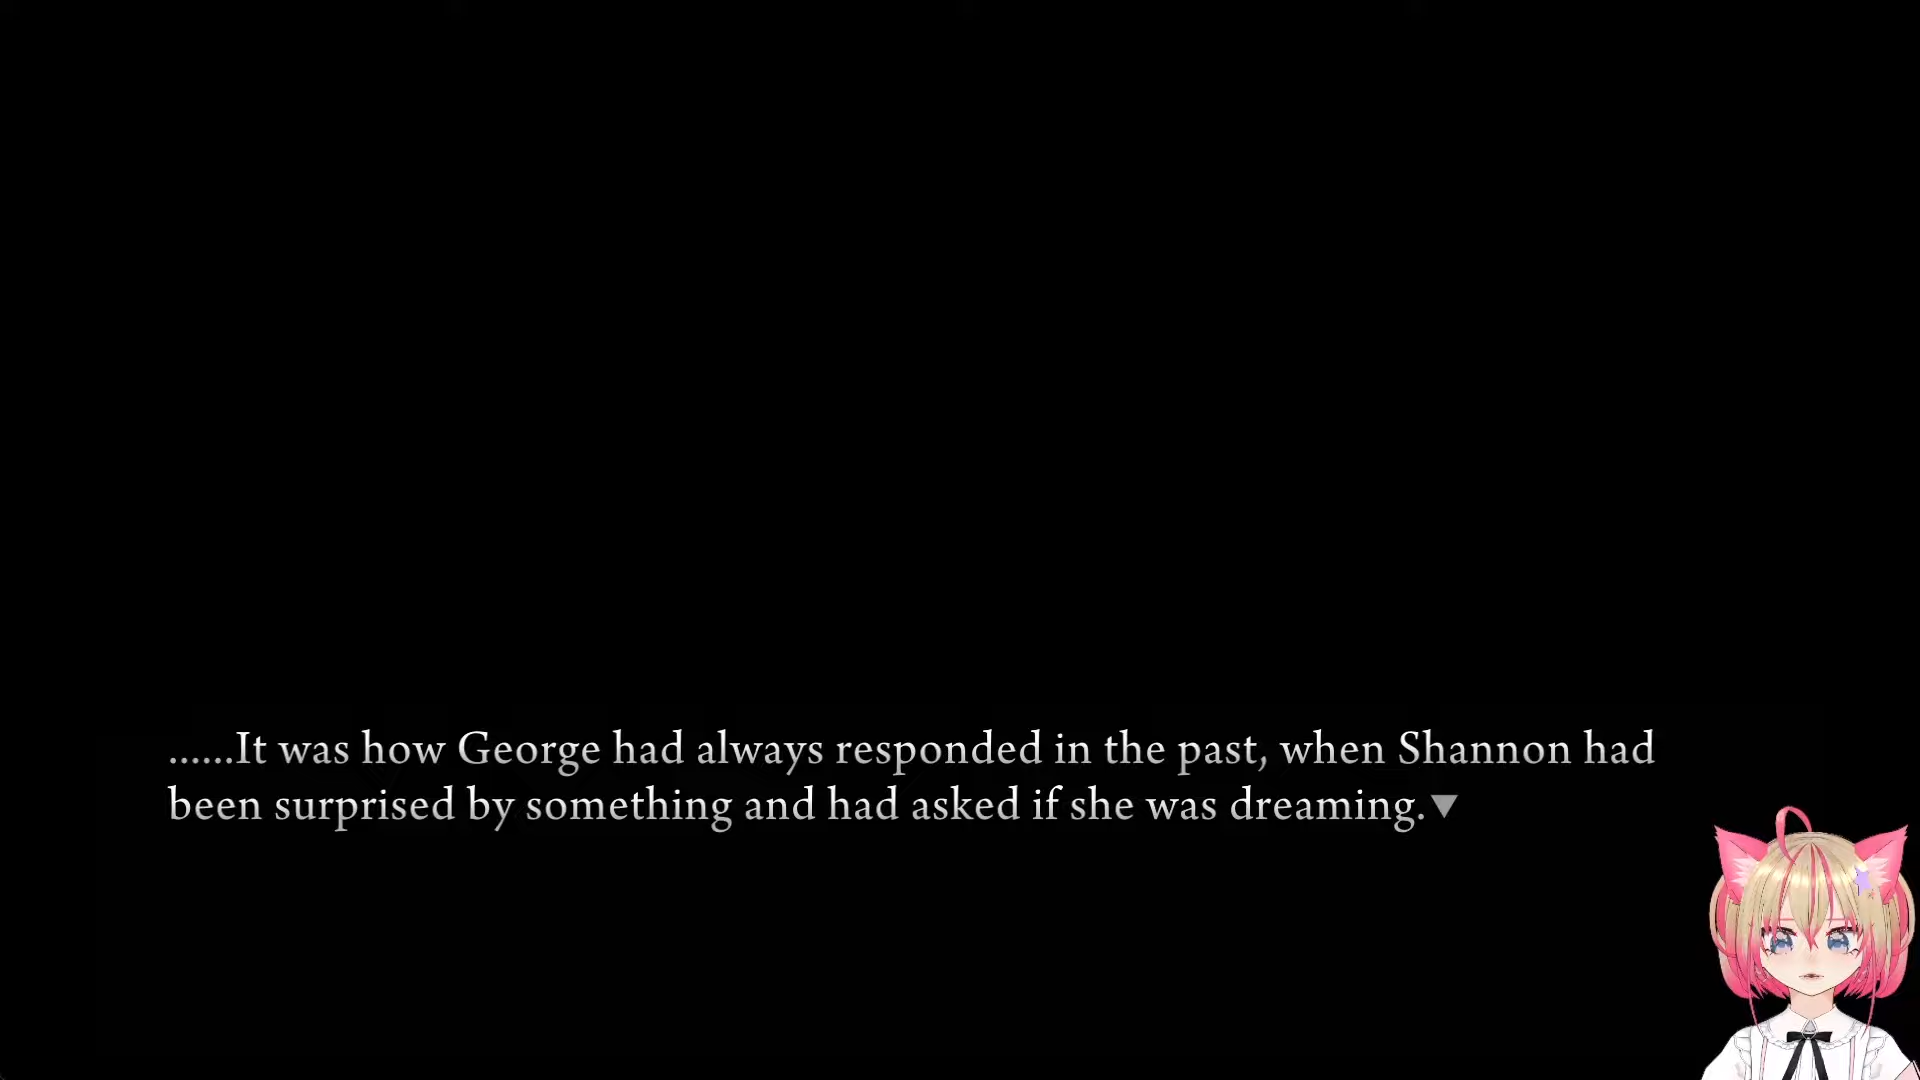 ......It was how George had always responded in the past, when Shannon had
been surprised by something and had asked if she was dreaming.▼